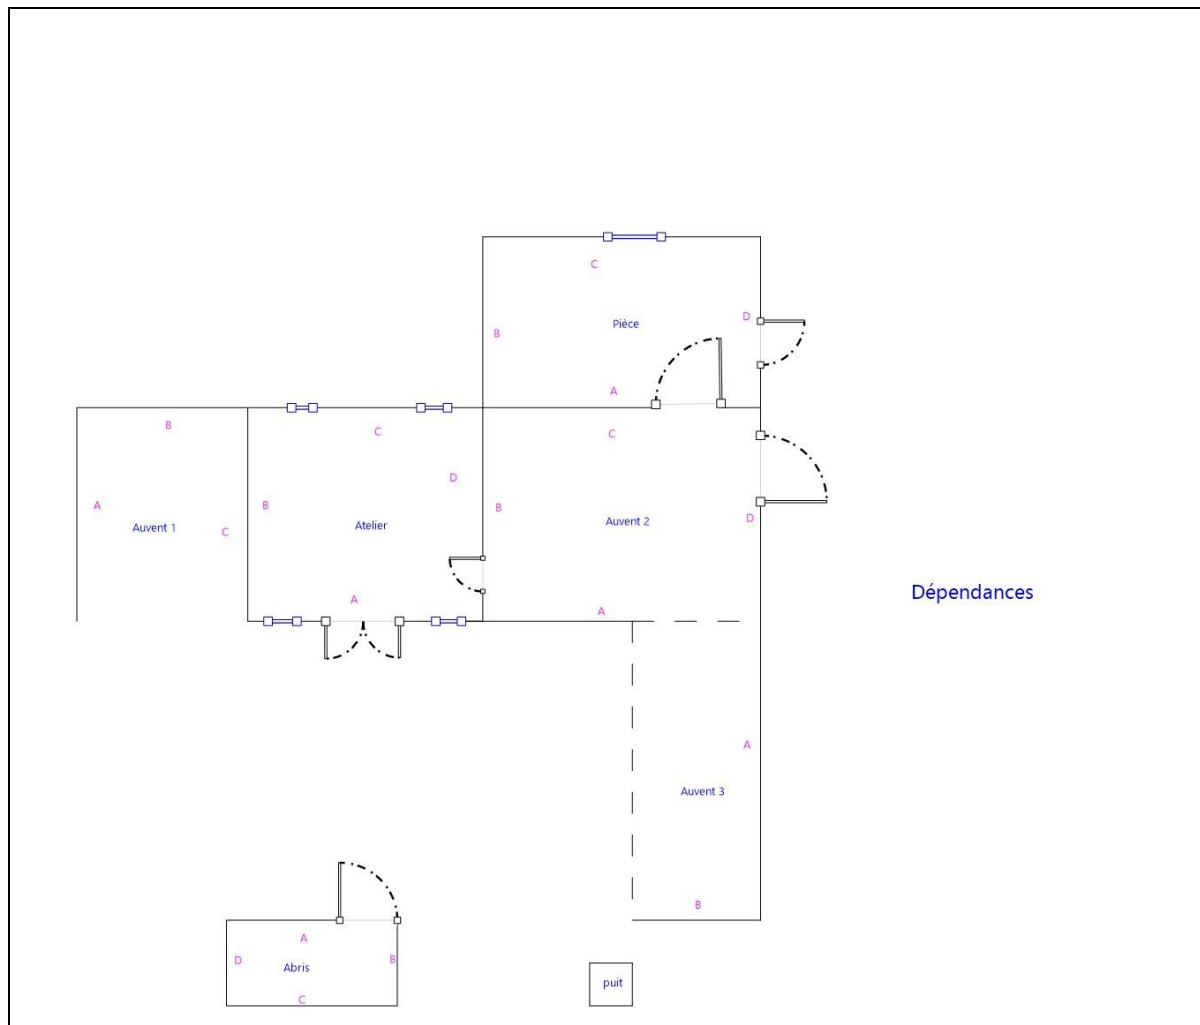 C
D
Pièce
B
A
B
C
C
D
A
B
B
D
Auvent 2
Atelier
Auvent 1
C
Dépendances
A
A
A
Auvent 3
B
A
D
B
Abris
puit
C